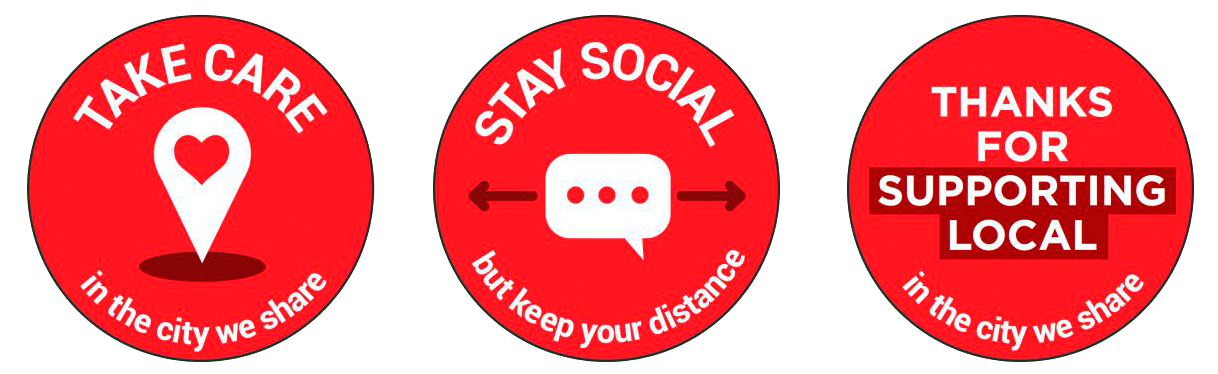 TAKE CARE
in the city we share
STAY SOCIAL
but keep your distance
THANKS
FOR
SUPPORTING
LOCAL
in the city we share